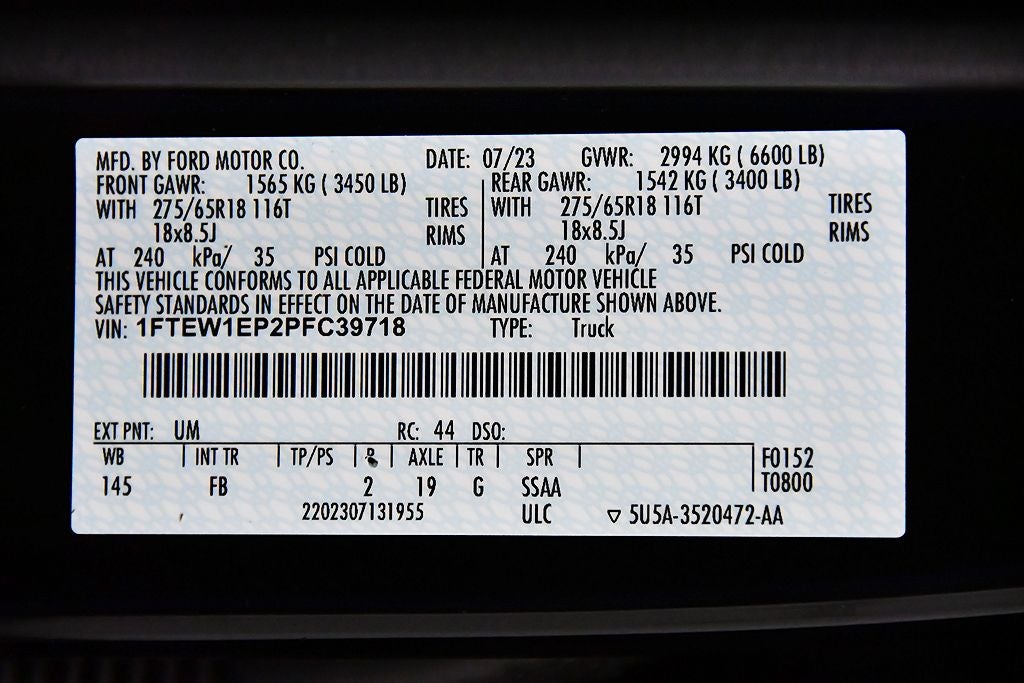 MFD. BY FORD MOTOR CO. DATE: 07/23 GVWR: 2994 KG ( 6600 LB)
FRONT GAWR: 1565 KG ( 3450 LB) REAR GAWR: 1542 KG ( 3400 LB)
WITH 275/65R18 116T TIRES WITH 275/65R18 116T TIRES
18x8.5J RIMS 18x8.5J RIMS
AT 240 kPa/ 35 PSI COLD AT 240 kPa/ 35 PSI COLD
THIS VEHICLE CONFORMS TO ALL APPLICABLE FEDERAL MOTOR VEHICLE
SAFETY STANDARDS IN EFFECT ON THE DATE OF MANUFACTURE SHOWN ABOVE.
VIN: 1FTEW1EP2PFC39718 TYPE: Truck
EXT PNT: UM RC: 44 DSO:
WB INT TR TP/PS R AXLE TR SPR F0152
145 FB 2 19 G SSAA T0800
2202307131955 ULC ▽ 5U5A-3520472-AA